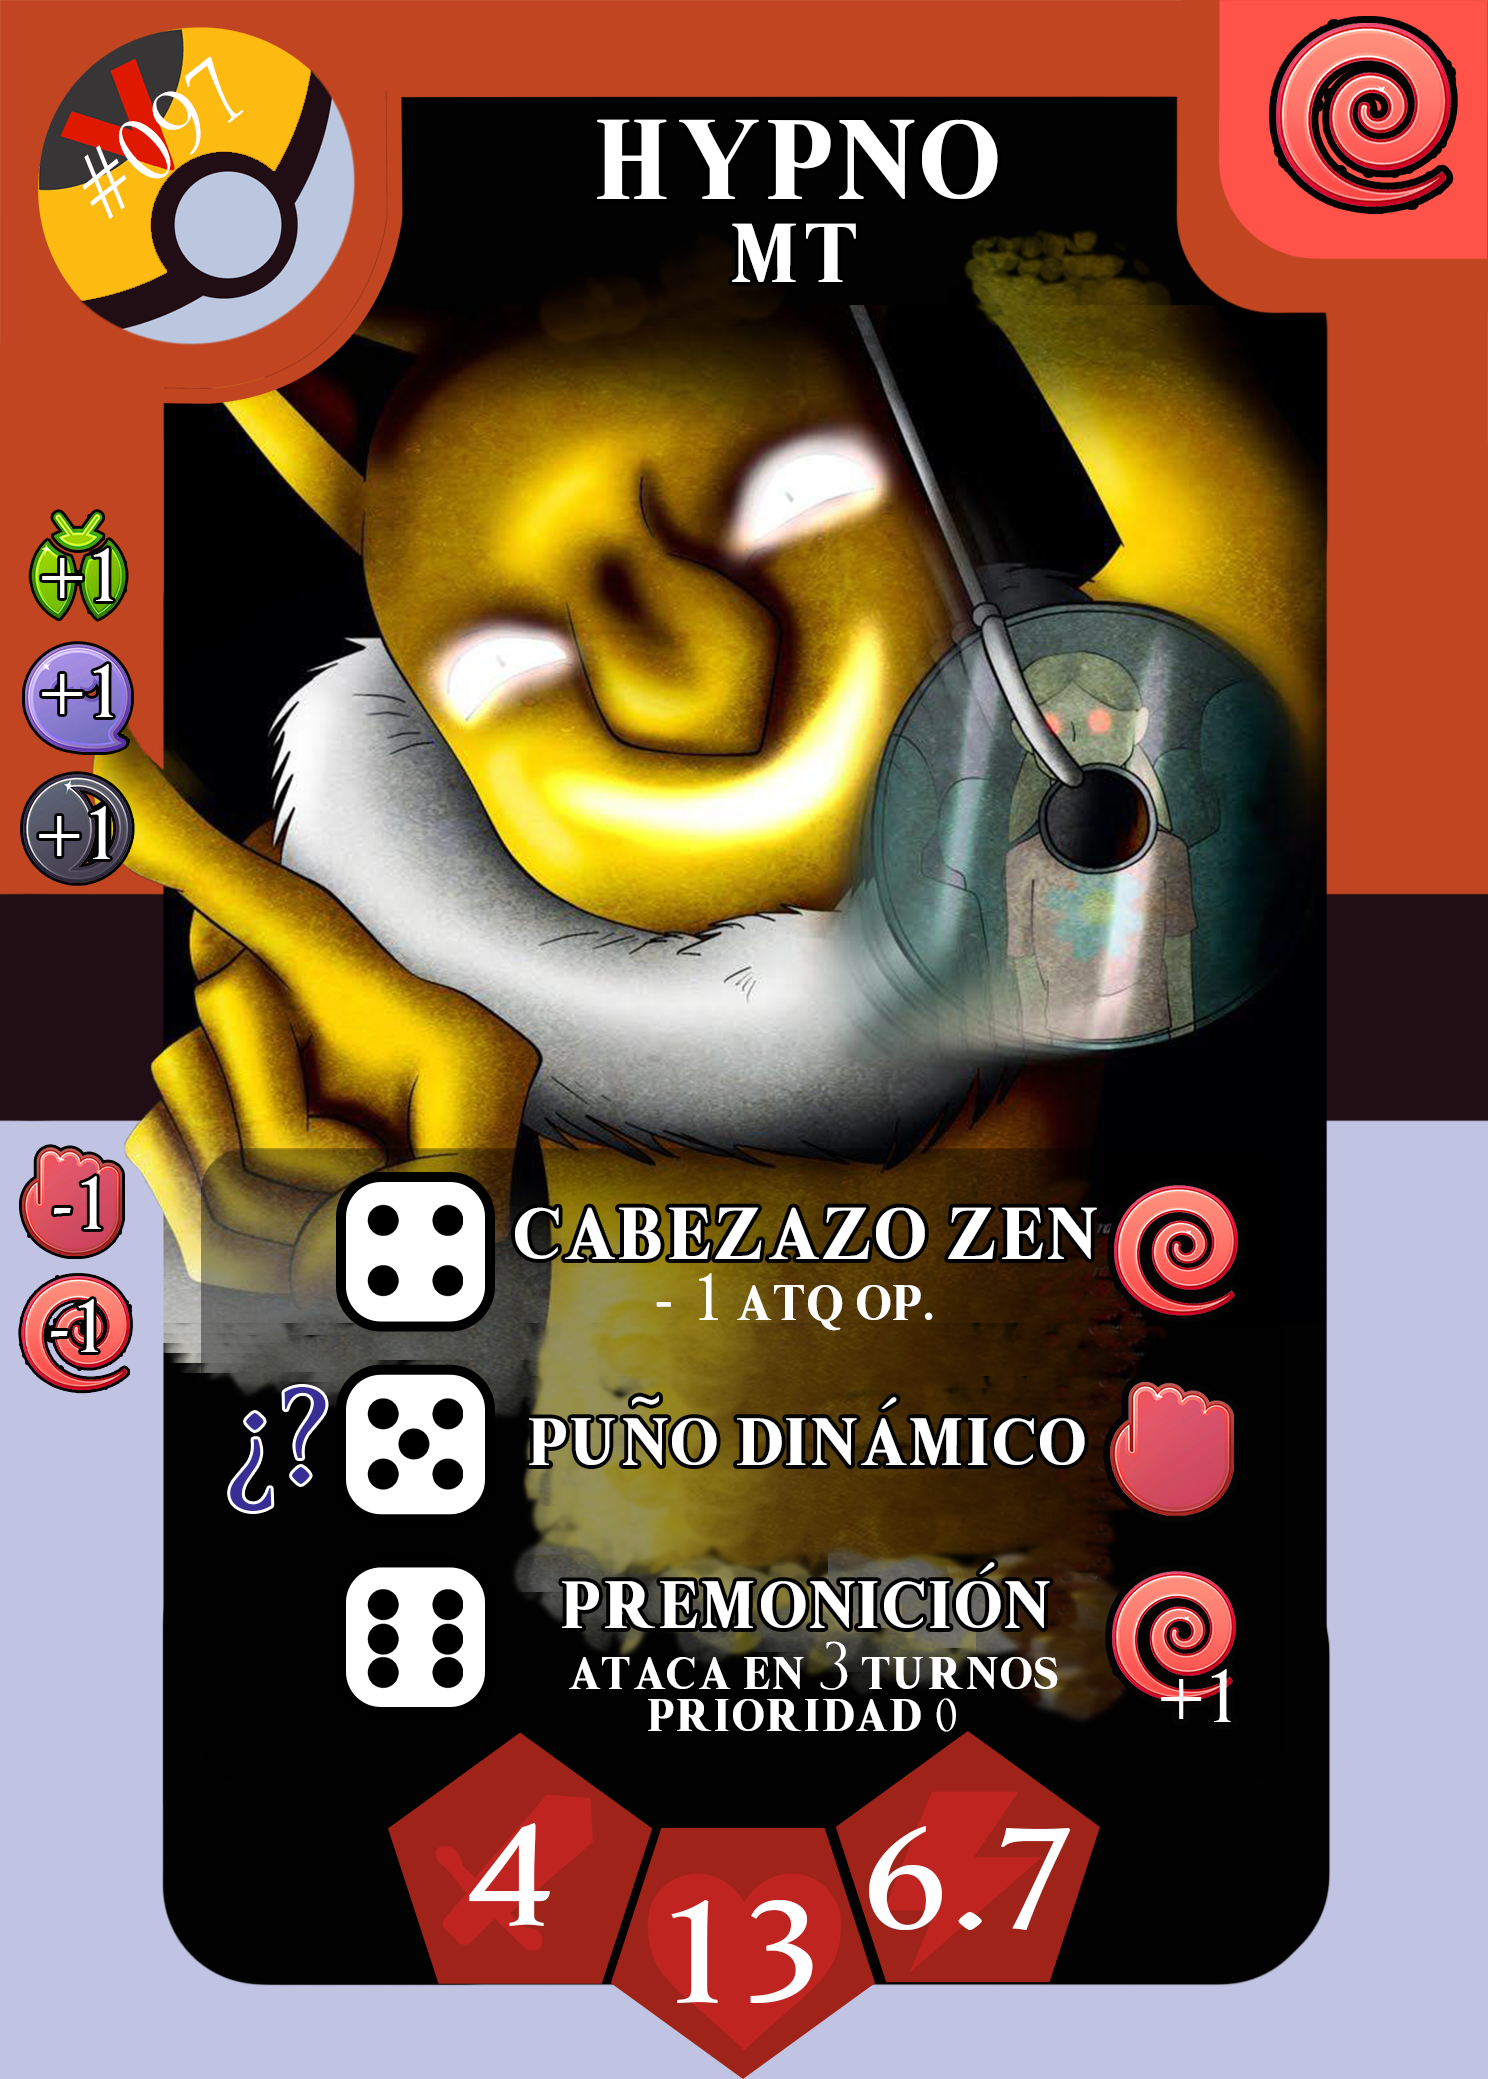 #097
HYPNO
MT
+1
+1
+1
-1
-1
CABEZAZO ZEN
- 1 ATQ OP.
¿?
PUÑO DINÁMICO
PREMONICIÓN
ATACA EN 3 TURNOS
PRIORIDAD 0
+1
4
13
6.7